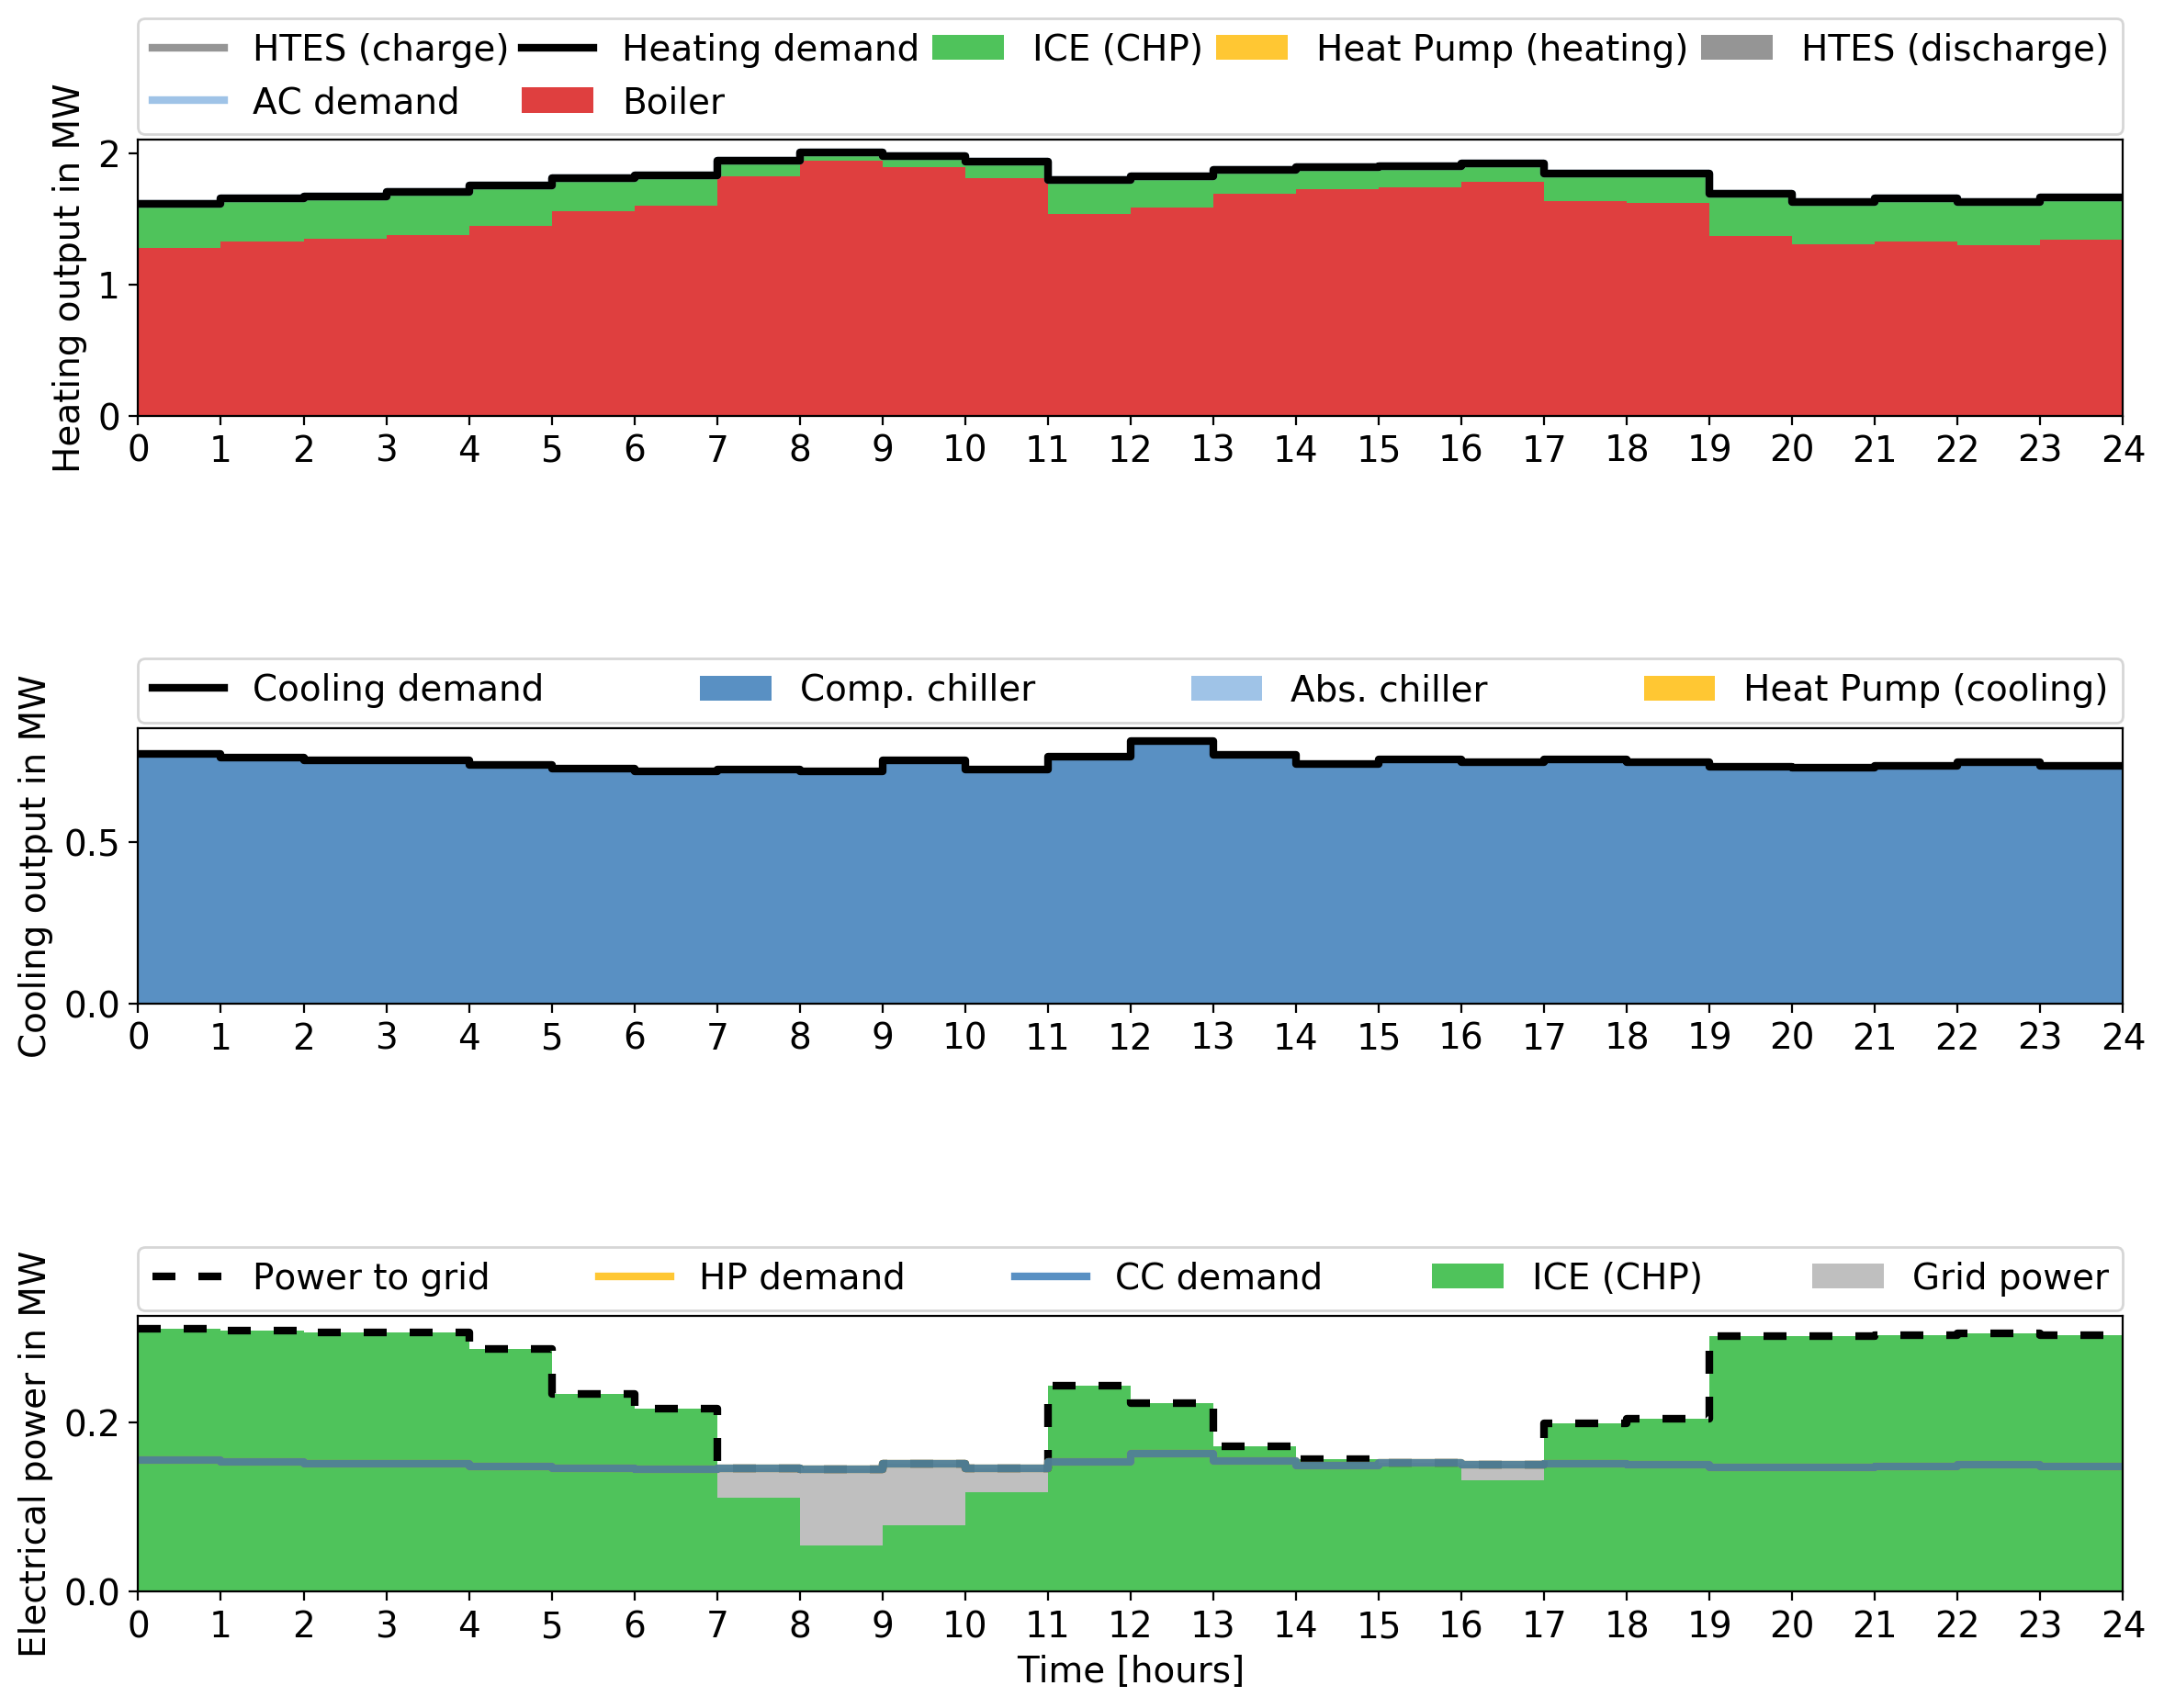 HTES (charge) Heating demand ICE (CHP) Heat Pump (heating) HTES (discharge)
AC demand Boiler
Heating output in MW
2
1
0
0 1 2 3 4 5 6 7 8 9 10 11 12 13 14 15 16 17 18 19 20 21 22 23 24
Cooling demand Comp. chiller Abs. chiller Heat Pump (cooling)
Cooling output in MW
0.5
0.0
0 1 2 3 4 5 6 7 8 9 10 11 12 13 14 15 16 17 18 19 20 21 22 23 24
Power to grid HP demand CC demand ICE (CHP) Grid power
Electrical power in MW
0.2
0.0
0 1 2 3 4 5 6 7 8 9 10 11 12 13 14 15 16 17 18 19 20 21 22 23 24
Time [hours]